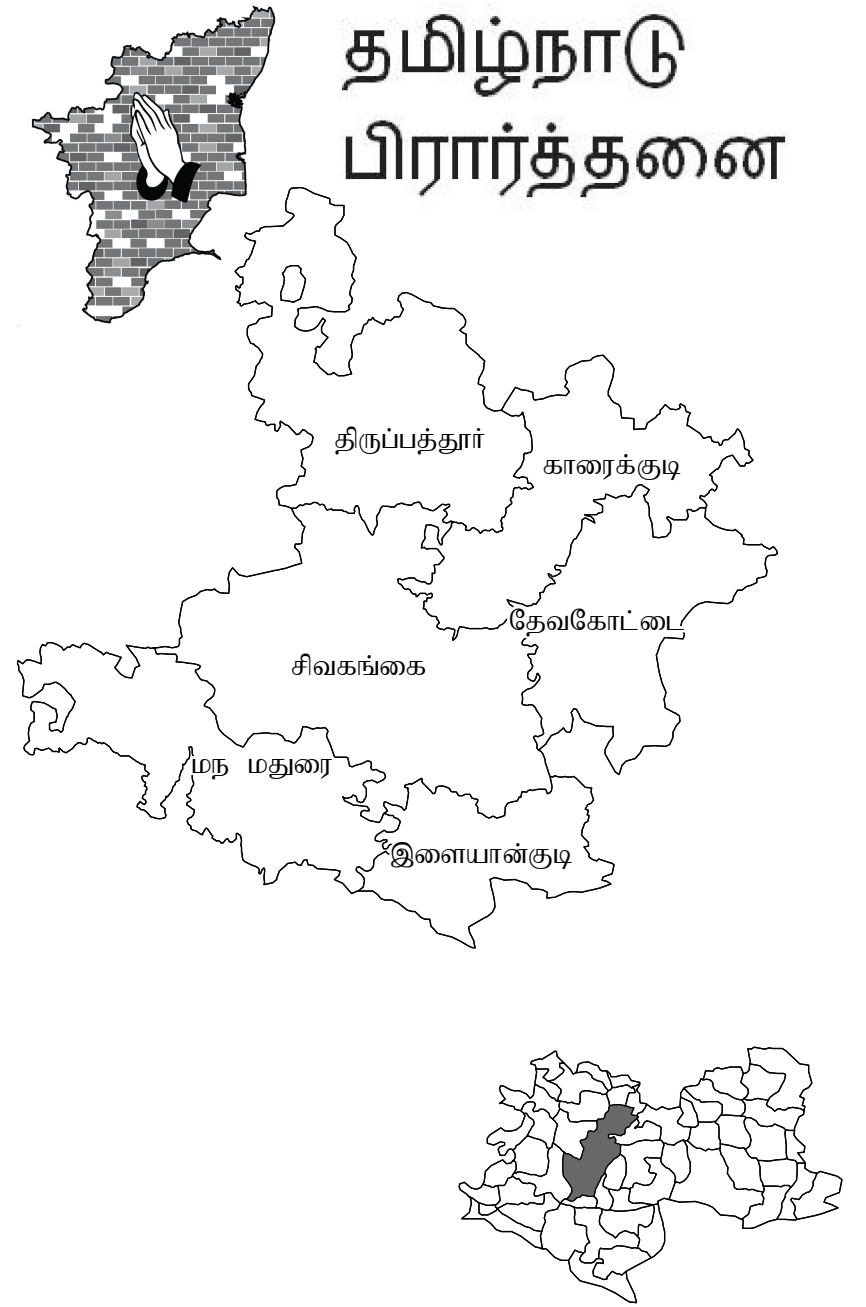 தமிழ்நாடு
பிரார்த்தனை
திருப்பத்தூர்
காரைக்குடி
தேவகோட்டை
சிவகங்கை
மந மதுரை
இளையான்குடி